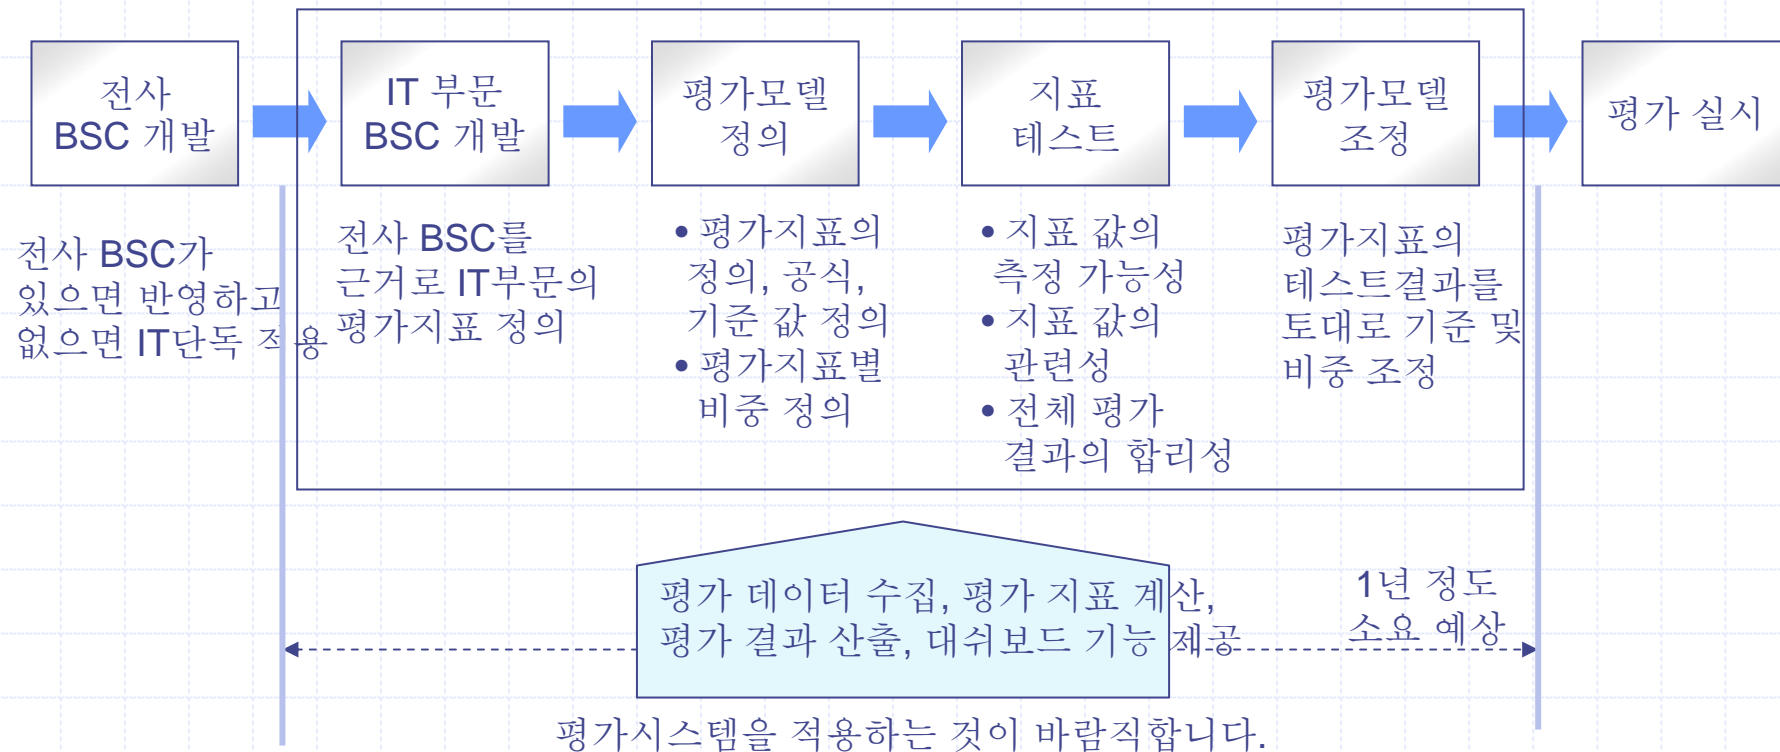 전사
BSC 개발
IT 부문
BSC 개발
평가모델
정의
지표
테스트
평가모델
조정
평가 실시
전사 BSC가
있으면 반영하고
없으면 IT단독 적용
전사 BSC를
근거로 IT부문의
평가지표 정의
• 평가지표의
정의, 공식,
기준 값 정의
• 평가지표별
비중 정의
• 지표 값의
측정 가능성
• 지표 값의
관련성
• 전체 평가
결과의 합리성
평가지표의
테스트결과를
토대로 기준 및
비중 조정
평가 데이터 수집, 평가 지표 계산,
평가 결과 산출, 대쉬보드 기능 제공
1년 정도
소요 예상
평가시스템을 적용하는 것이 바람직합니다.